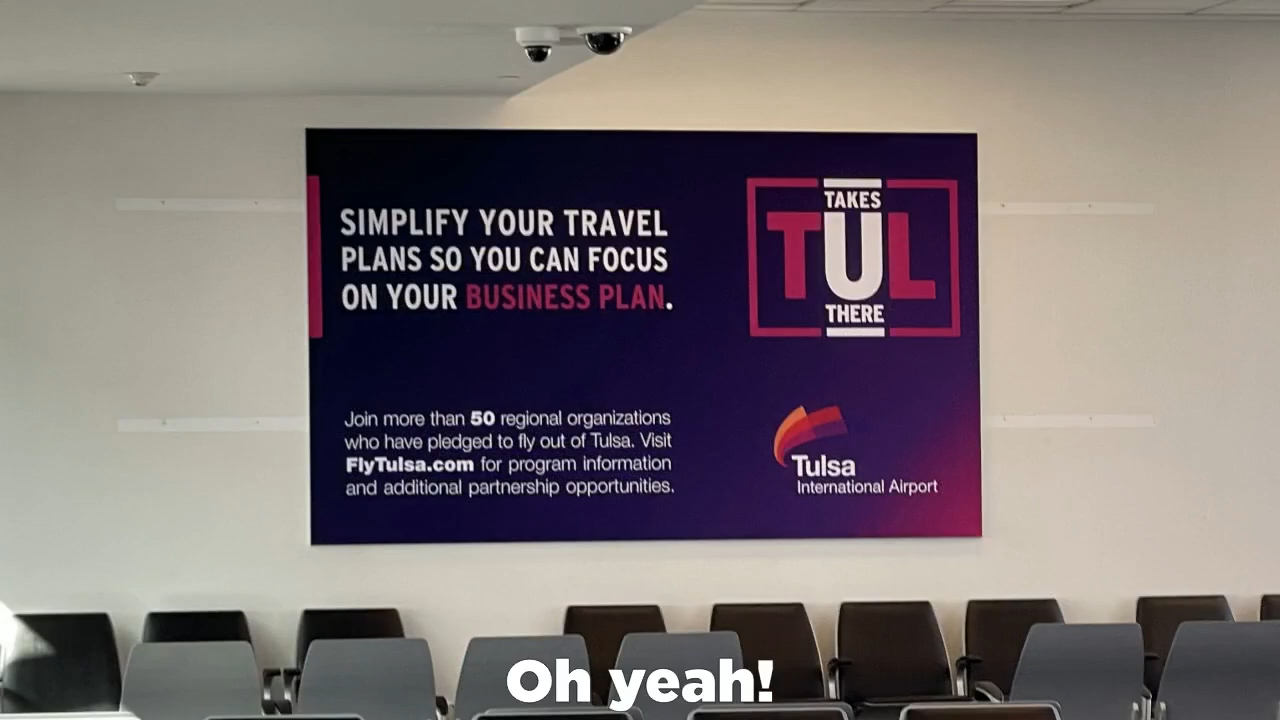 SIMPLIFY YOUR TRAVEL
PLANS SO YOU CAN FOCUS
ON YOUR BUSINESS PLAN.
TAKES
TUL
THERE
Join more than 50 regional organizations
who have pledged to fly out of Tulsa. Visit
FlyTulsa.com for program information
and additional partnership opportunities.
Tulsa
International Airport
Oh yeah!